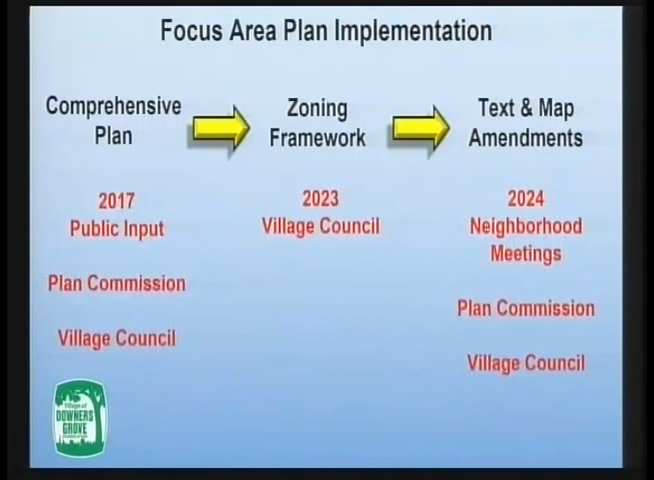 Focus Area Plan Implementation
Comprehensive
Plan
Zoning
Framework
Text & Map
Amendments
2017
Public Input
Plan Commission
Village Council
2023
Village Council
2024
Neighborhood
Meetings
Plan Commission
Village Council
Village of
DOWNERS
GROVE